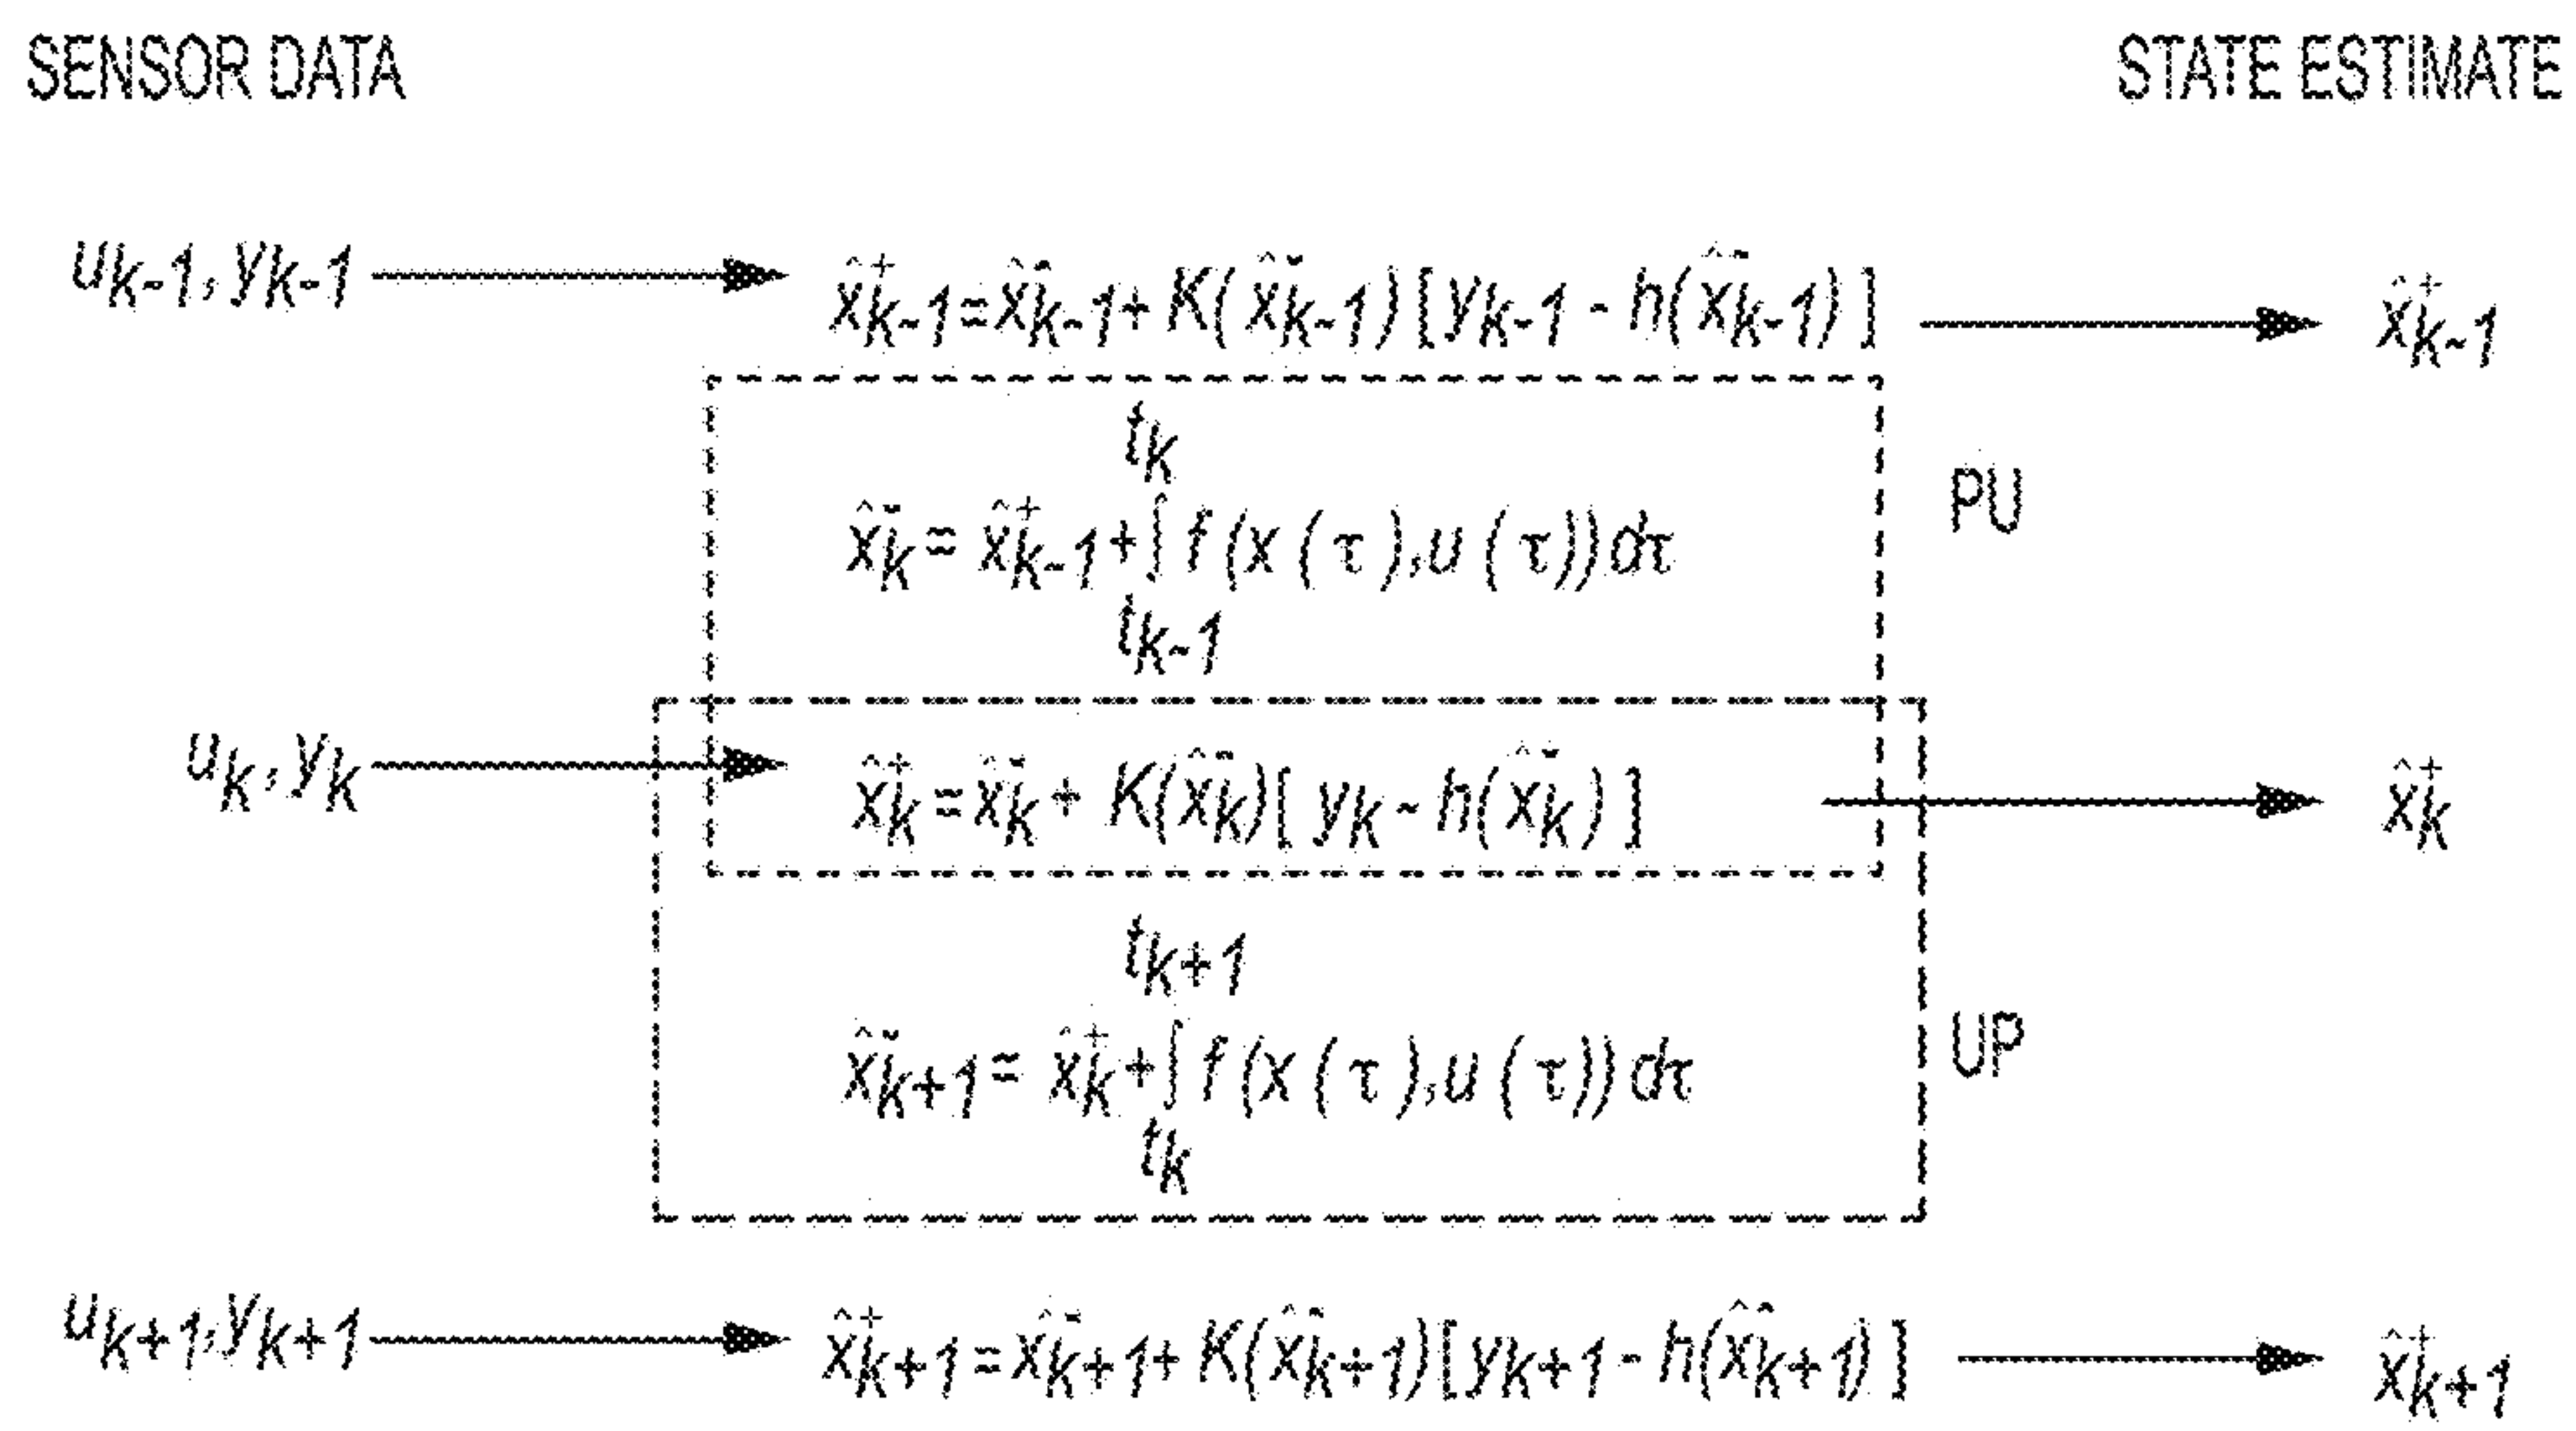 SENSOR DATA STATE ESTIMATE
u_{k-1}, y_{k-1} x̂⁺_{k-1} = x̂⁻_{k-1} + K(x̂⁻_{k-1})[y_{k-1} - h(x̂⁻_{k-1})] x̂⁺_{k-1}
t_k
x̂⁻_k = x̂⁺_{k-1} + ∫ f(x(τ), u(τ))dτ PU
t_{k-1}
u_k, y_k x̂⁺_k = x̂⁻_k + K(x̂⁻_k)[y_k - h(x̂⁻_k)] x̂⁺_k
t_{k+1}
x̂⁻_{k+1} = x̂⁺_k + ∫ f(x(τ), u(τ))dτ UP
t_k
u_{k+1}, y_{k+1} x̂⁺_{k+1} = x̂⁻_{k+1} + K(x̂⁻_{k+1})[y_{k+1} - h(x̂⁻_{k+1})] x̂⁺_{k+1}